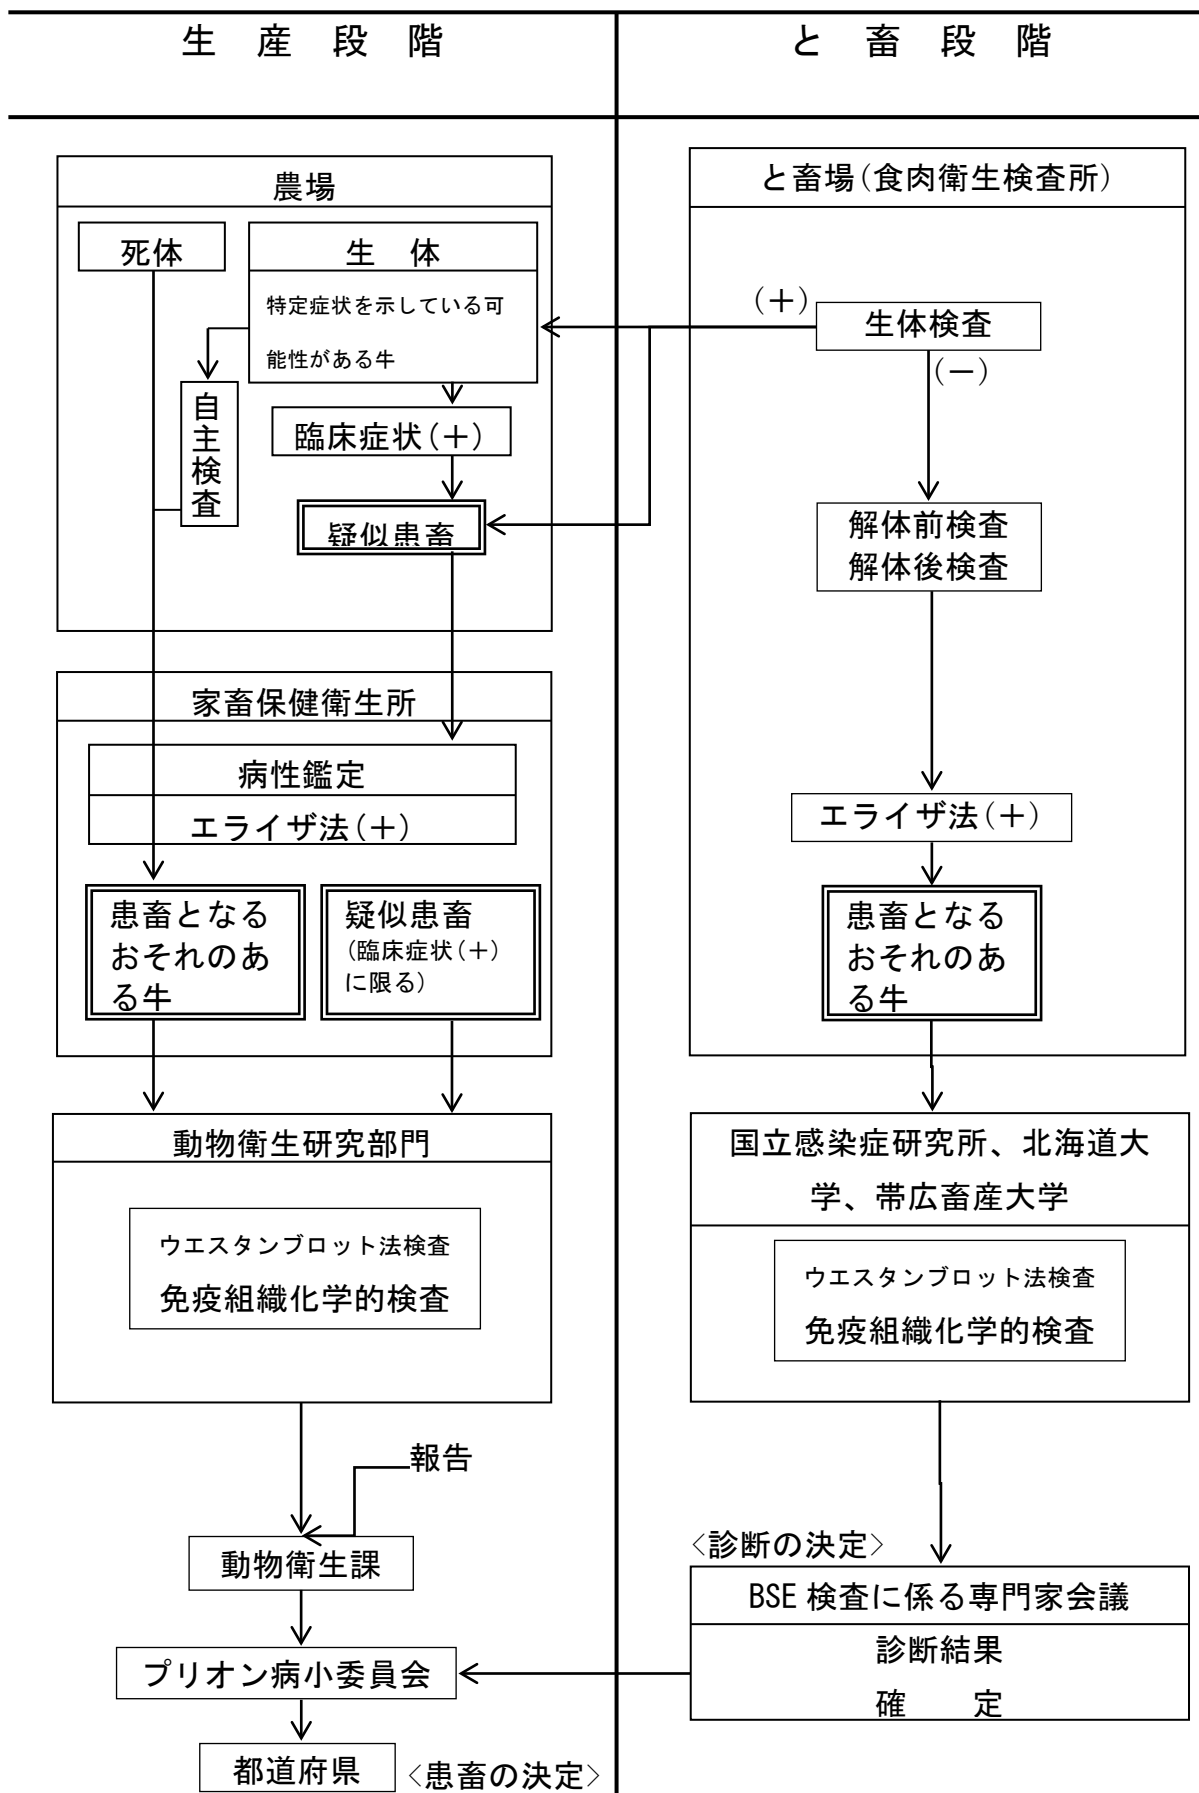 生産段階
と畜段階
農場
死体
生体
特定症状を示している可
能性がある牛
自主検査
臨床症状(+)
疑似患畜
家畜保健衛生所
病性鑑定
エライザ法(+)
患畜となる
おそれのあ
る牛
疑似患畜
(臨床症状(+)
に限る)
動物衛生研究部門
ウエスタンブロット法検査
免疫組織化学的検査
報告
動物衛生課
プリオン病小委員会
都道府県
<患畜の決定>
と畜場(食肉衛生検査所)
(+)
生体検査
(-)
解体前検査
解体後検査
エライザ法(+)
患畜となる
おそれのあ
る牛
国立感染症研究所、北海道大
学、帯広畜産大学
ウエスタンブロット法検査
免疫組織化学的検査
<診断の決定>
BSE 検査に係る専門家会議
診断結果
確 定